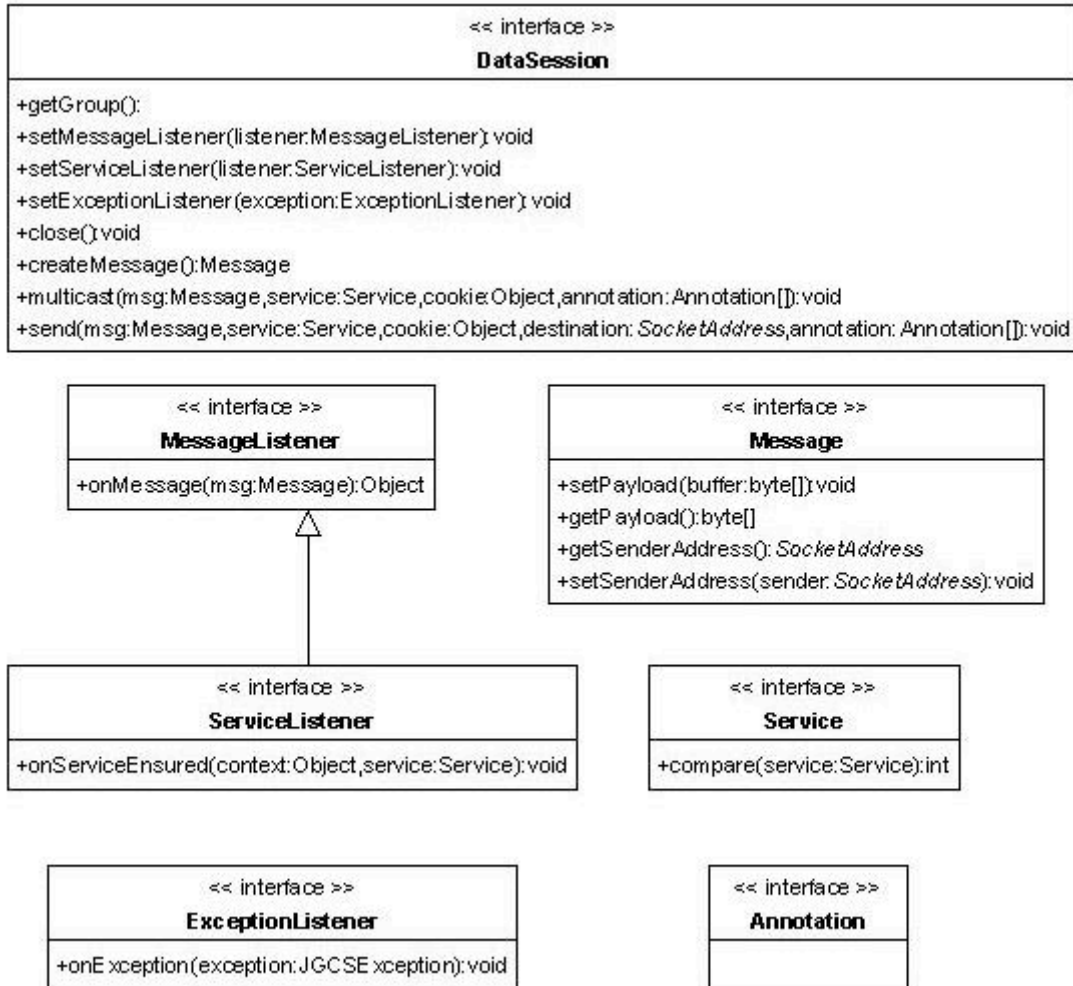 << interface >>
DataSession
+getGroup():
+setMessageListener(listener:MessageListener):void
+setServiceListener(listener:ServiceListener):void
+setExceptionListener(exception:ExceptionListener):void
+close():void
+createMessage():Message
+multicast(msg:Message,service:Service,cookie:Object,annotation:Annotation[]):void
+send(msg:Message,service:Service,cookie:Object,destination: SocketAddress,annotation: Annotation[]):void
<< interface >>
MessageListener
+onMessage(msg:Message):Object
<< interface >>
Message
+setPayload(buffer:byte[]):void
+getPayload():byte[]
+getSenderAddress(): SocketAddress
+setSenderAddress(sender: SocketAddress):void
<< interface >>
ServiceListener
+onServiceEnsured(context:Object,service:Service):void
<< interface >>
Service
+compare(service:Service):int
<< interface >>
ExceptionListener
+onException(exception:JGCSException):void
<< interface >>
Annotation